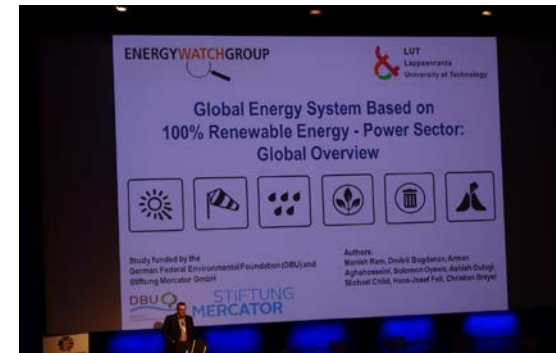 ENERGYWATCHGROUP
LUT
Lappeenranta
University of Technology
Global Energy System Based on
100% Renewable Energy - Power Sector:
Global Overview
Study funded by the
German Federal Environmental Foundation (DBU) and
Stiftung Mercator GmbH
Authors:
Manish Ram, Dmitrii Bogdanov, Arman
Aghahosseini, Solomon Oyewo, Ashish Gulagi,
Michael Child, Hans-Josef Fell, Christian Breyer
DBU
STIFTUNG
MERCATOR